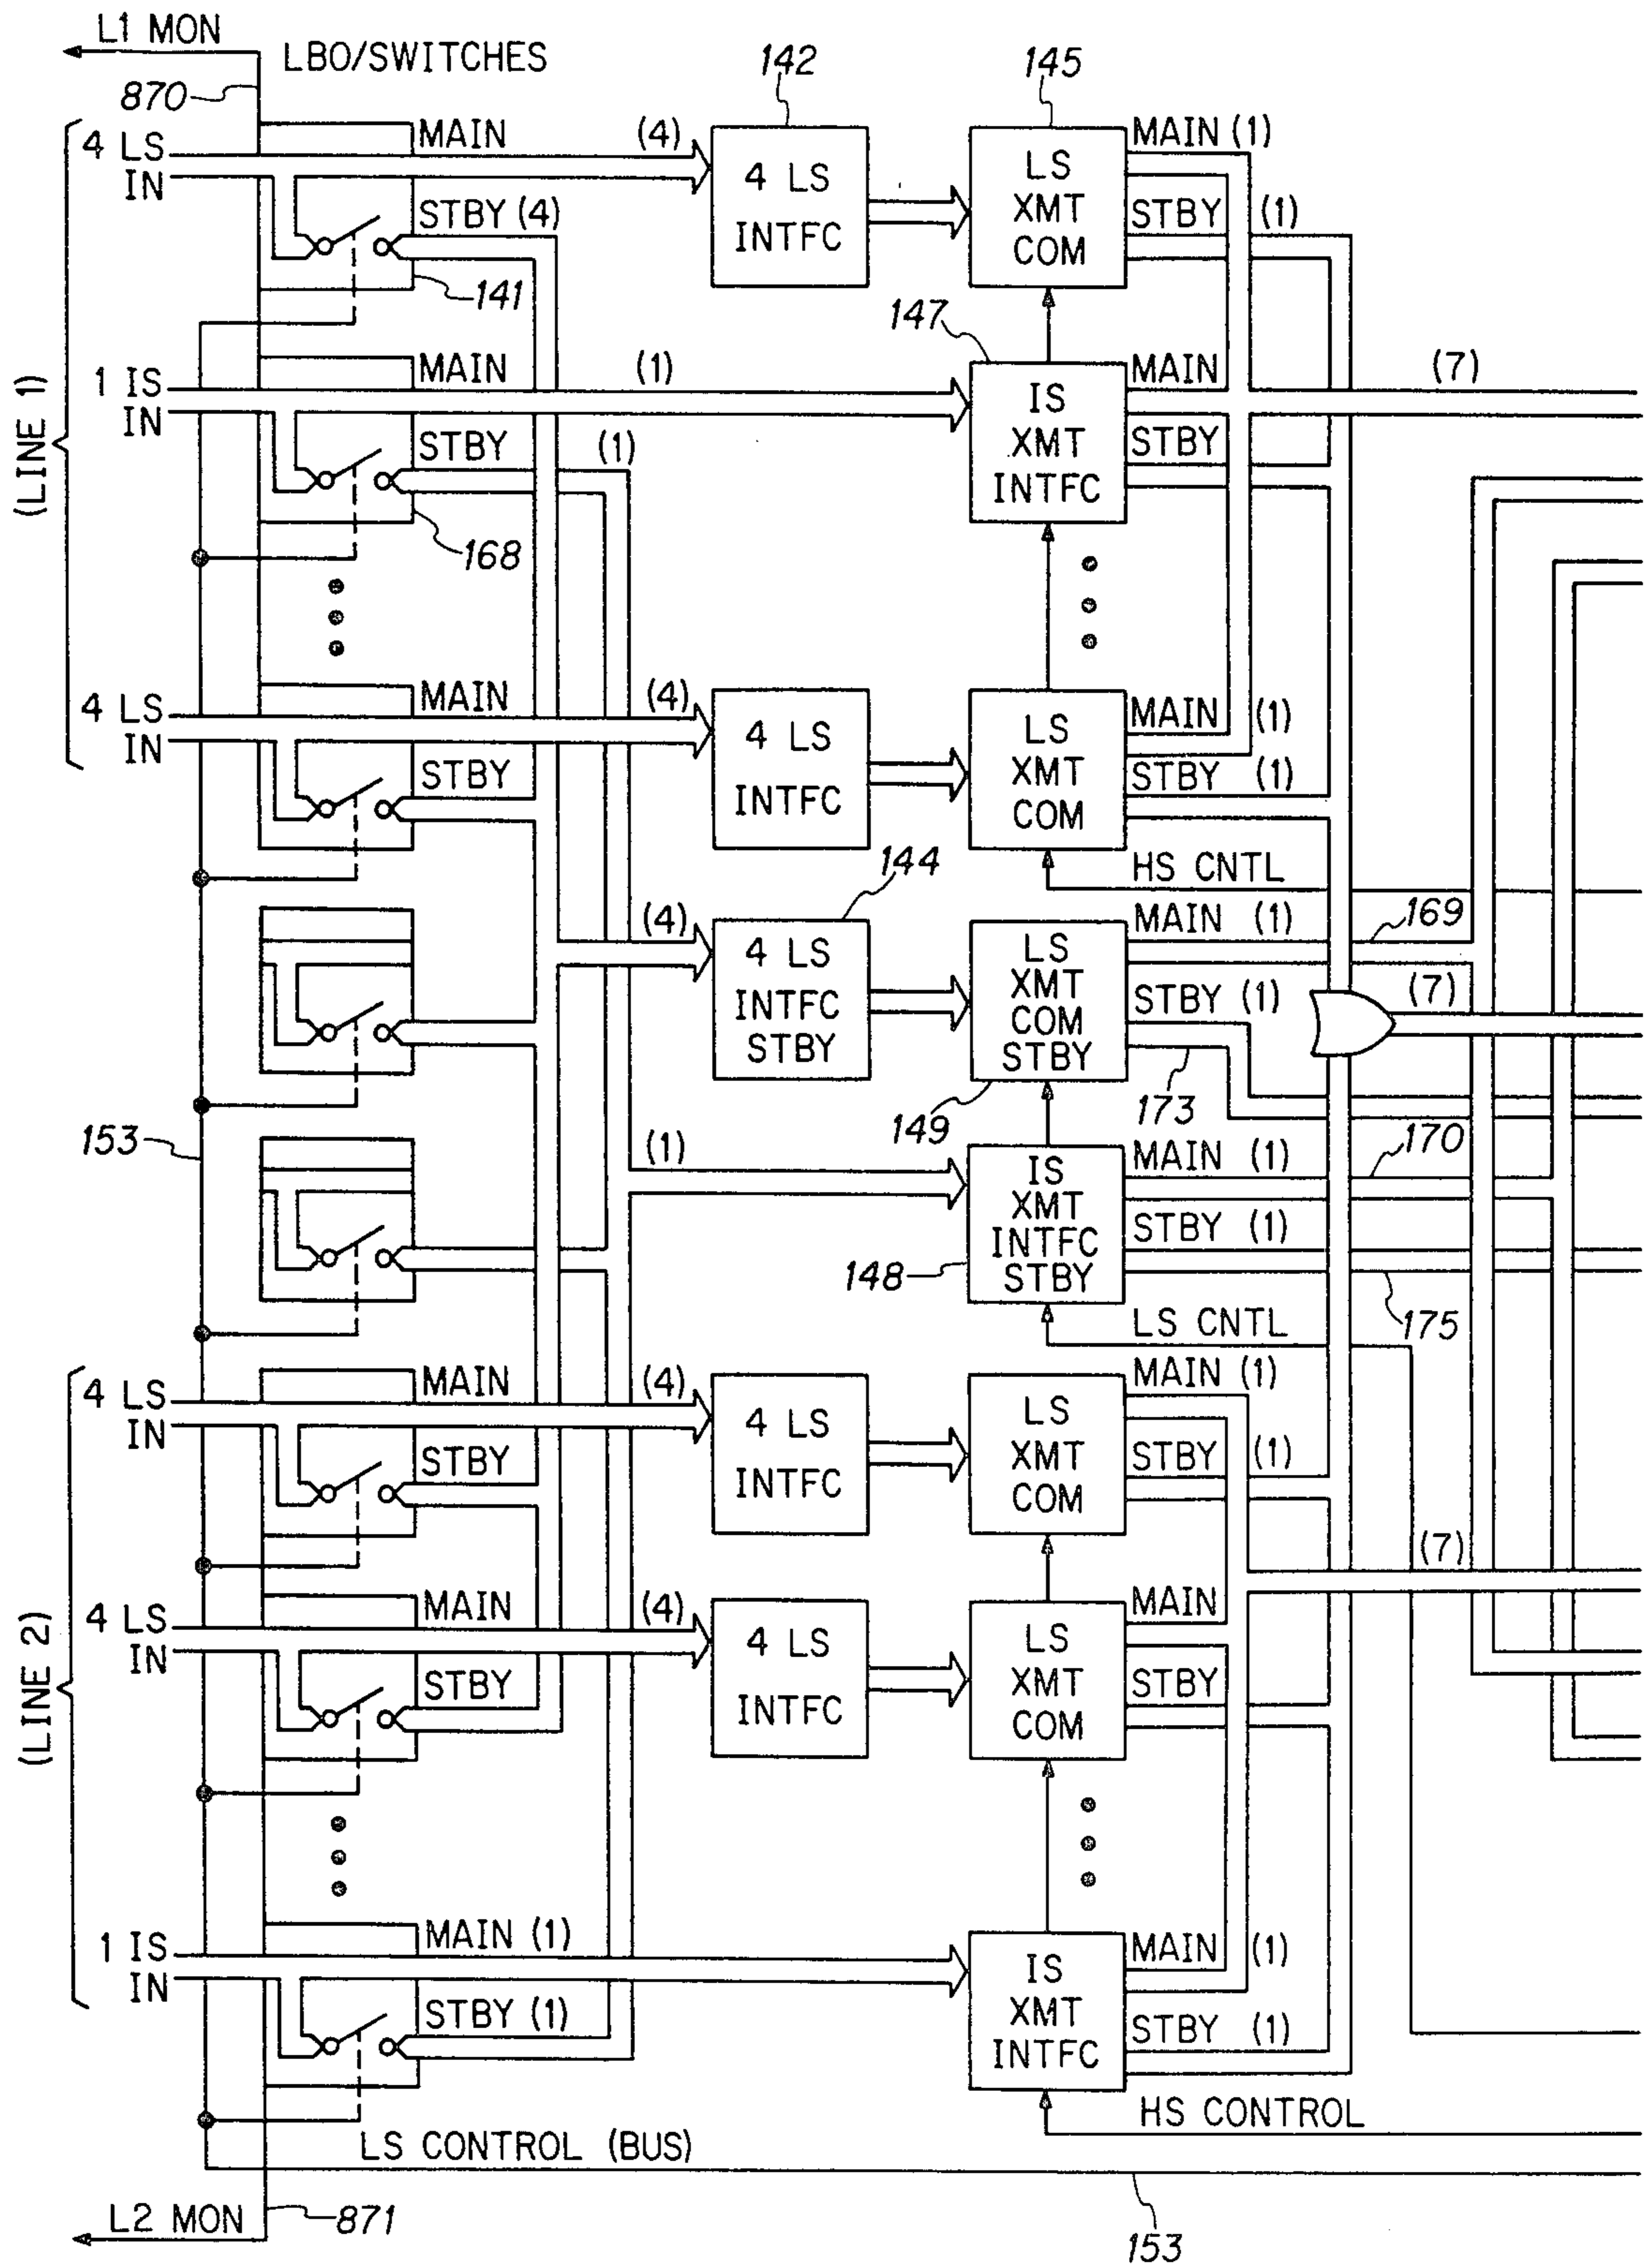 L1 MON
LBO/SWITCHES
870
142
145
(LINE 1)
4 LS
IN
MAIN
(4)
STBY (4)
141
4 LS
INTFC
LS
XMT
COM
MAIN (1)
STBY (1)
147
1 IS
IN
MAIN
(1)
STBY
(1)
168
IS
XMT
INTFC
MAIN
STBY
(7)
4 LS
IN
MAIN
(4)
STBY
4 LS
INTFC
LS
XMT
COM
MAIN (1)
STBY (1)
HS CNTL
144
(4)
4 LS
INTFC
STBY
LS
XMT
COM
STBY
MAIN (1)
169
STBY (1)
(7)
173
149
153
(1)
IS
XMT
INTFC
STBY
148
MAIN (1)
170
STBY (1)
175
LS CNTL
(LINE 2)
4 LS
IN
MAIN
(4)
STBY
4 LS
INTFC
LS
XMT
COM
MAIN (1)
STBY (1)
(7)
4 LS
IN
MAIN
(4)
STBY
4 LS
INTFC
LS
XMT
COM
MAIN
STBY
1 IS
IN
MAIN (1)
STBY (1)
IS
XMT
INTFC
MAIN (1)
STBY (1)
HS CONTROL
LS CONTROL (BUS)
L2 MON
871
153